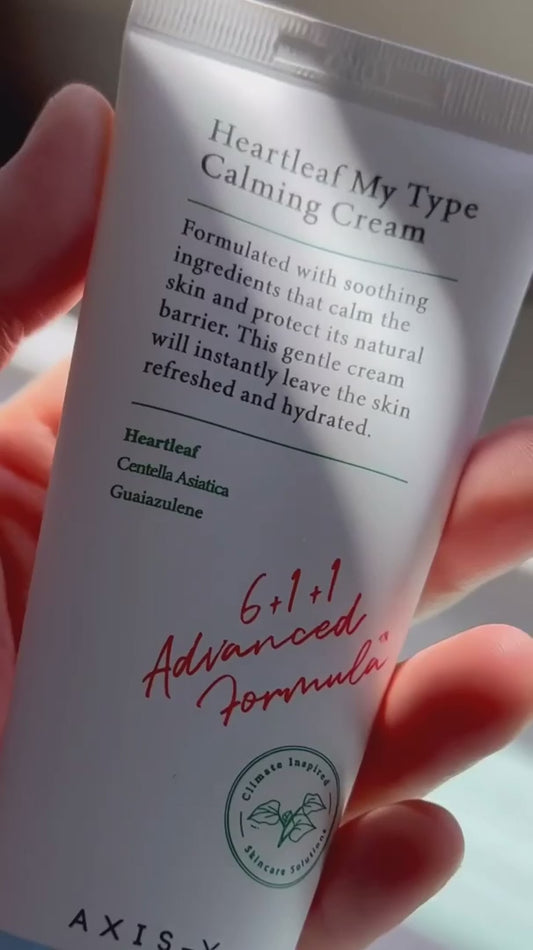 Heartleaf My Type
Calming Cream
Formulated with soothing
ingredients that calm the
skin and protect its natural
barrier. This gentle cream
will instantly leave the skin
refreshed and hydrated.
Heartleaf
Centella Asiatica
Guaiazulene
6+1+1
Advanced
Formula
Climate Inspired
Skincare Solutions
AXIS-Y